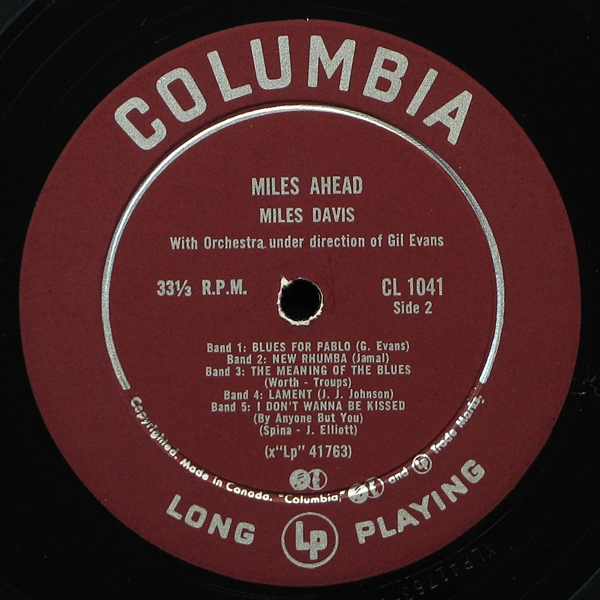 COLUMBIA
MILES AHEAD
MILES DAVIS
With Orchestra under direction of Gil Evans
33⅓ R.P.M.
CL 1041
Side 2
Band 1: BLUES FOR PABLO (G. Evans)
Band 2: NEW RHUMBA (Jamal)
Band 3: THE MEANING OF THE BLUES
(Worth - Troups)
Band 4: LAMENT (J. J. Johnson)
Band 5: I DON'T WANNA BE KISSED
(By Anyone But You)
(Spina - J. Elliott)
(x"Lp" 41763)
Copyrighted. Made in Canada. "Columbia," and Lp Trade Marks.
LONG Lp PLAYING